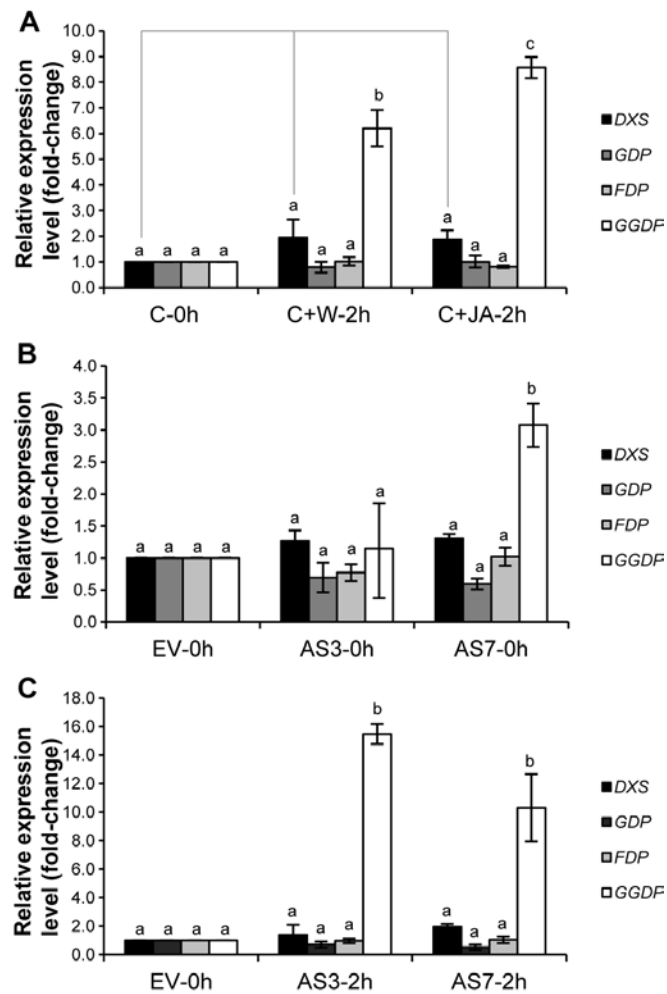 A
Relative expression
level (fold-change)
10.0
9.0
8.0
7.0
6.0
5.0
4.0
3.0
2.0
1.0
0.0
a a a a
a a a b
a a a c
C-0h C+W-2h C+JA-2h
DXS
GDP
FDP
GGDP
B
Relative expression
level (fold-change)
4.0
3.5
3.0
2.5
2.0
1.5
1.0
0.5
0.0
a a a a
a a a a
a a a b
EV-0h AS3-0h AS7-0h
DXS
GDP
FDP
GGDP
C
Relative expression
level (fold-change)
18.0
16.0
14.0
12.0
10.0
8.0
6.0
4.0
2.0
0.0
a a a a
a a a b
a a a b
EV-0h AS3-2h AS7-2h
DXS
GDP
FDP
GGDP